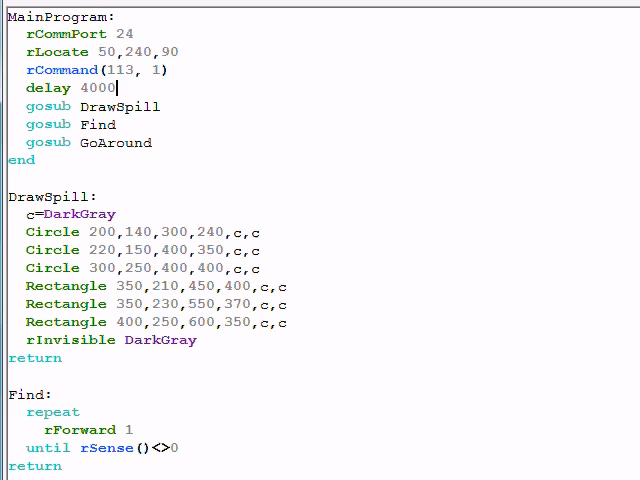 MainProgram:
  rCommPort 24
  rLocate 50,240,90
  rCommand(113, 1)
  delay 4000
  gosub DrawSpill
  gosub Find
  gosub GoAround
end

DrawSpill:
  c=DarkGray
  Circle 200,140,300,240,c,c
  Circle 220,150,400,350,c,c
  Circle 300,250,400,400,c,c
  Rectangle 350,210,450,400,c,c
  Rectangle 350,230,550,370,c,c
  Rectangle 400,250,600,350,c,c
  rInvisible DarkGray
return

Find:
  repeat
    rForward 1
  until rSense()<>0
return